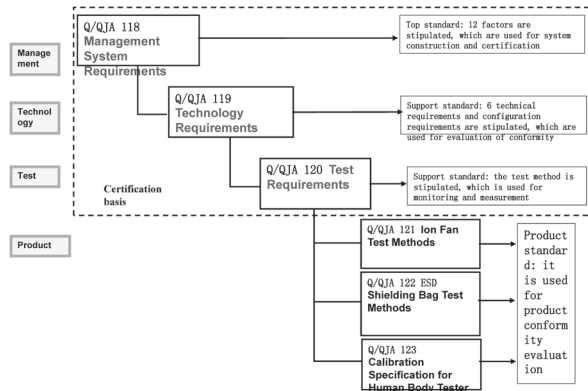 Q/QJA 118
Management
System
Requirements
Top standard: 12 factors are
stipulated, which are used for system
construction and certification
Manage
ment
Q/QJA 119
Technology
Requirements
Support standard: 6 technical
requirements and configuration
requirements are stipulated, which are
used for evaluation of conformity
Technol
ogy
Q/QJA 120 Test
Requirements
Support standard: the test method is
stipulated, which is used for
monitoring and measurement
Test
Certification
basis
Product
Q/QJA 121 Ion Fan
Test Methods
Q/QJA 122 ESD
Shielding Bag Test
Methods
Q/QJA 123
Calibration
Specification for
Human Body Tester
Product
standar
d: it
is used
for
product
conform
ity
evaluat
ion